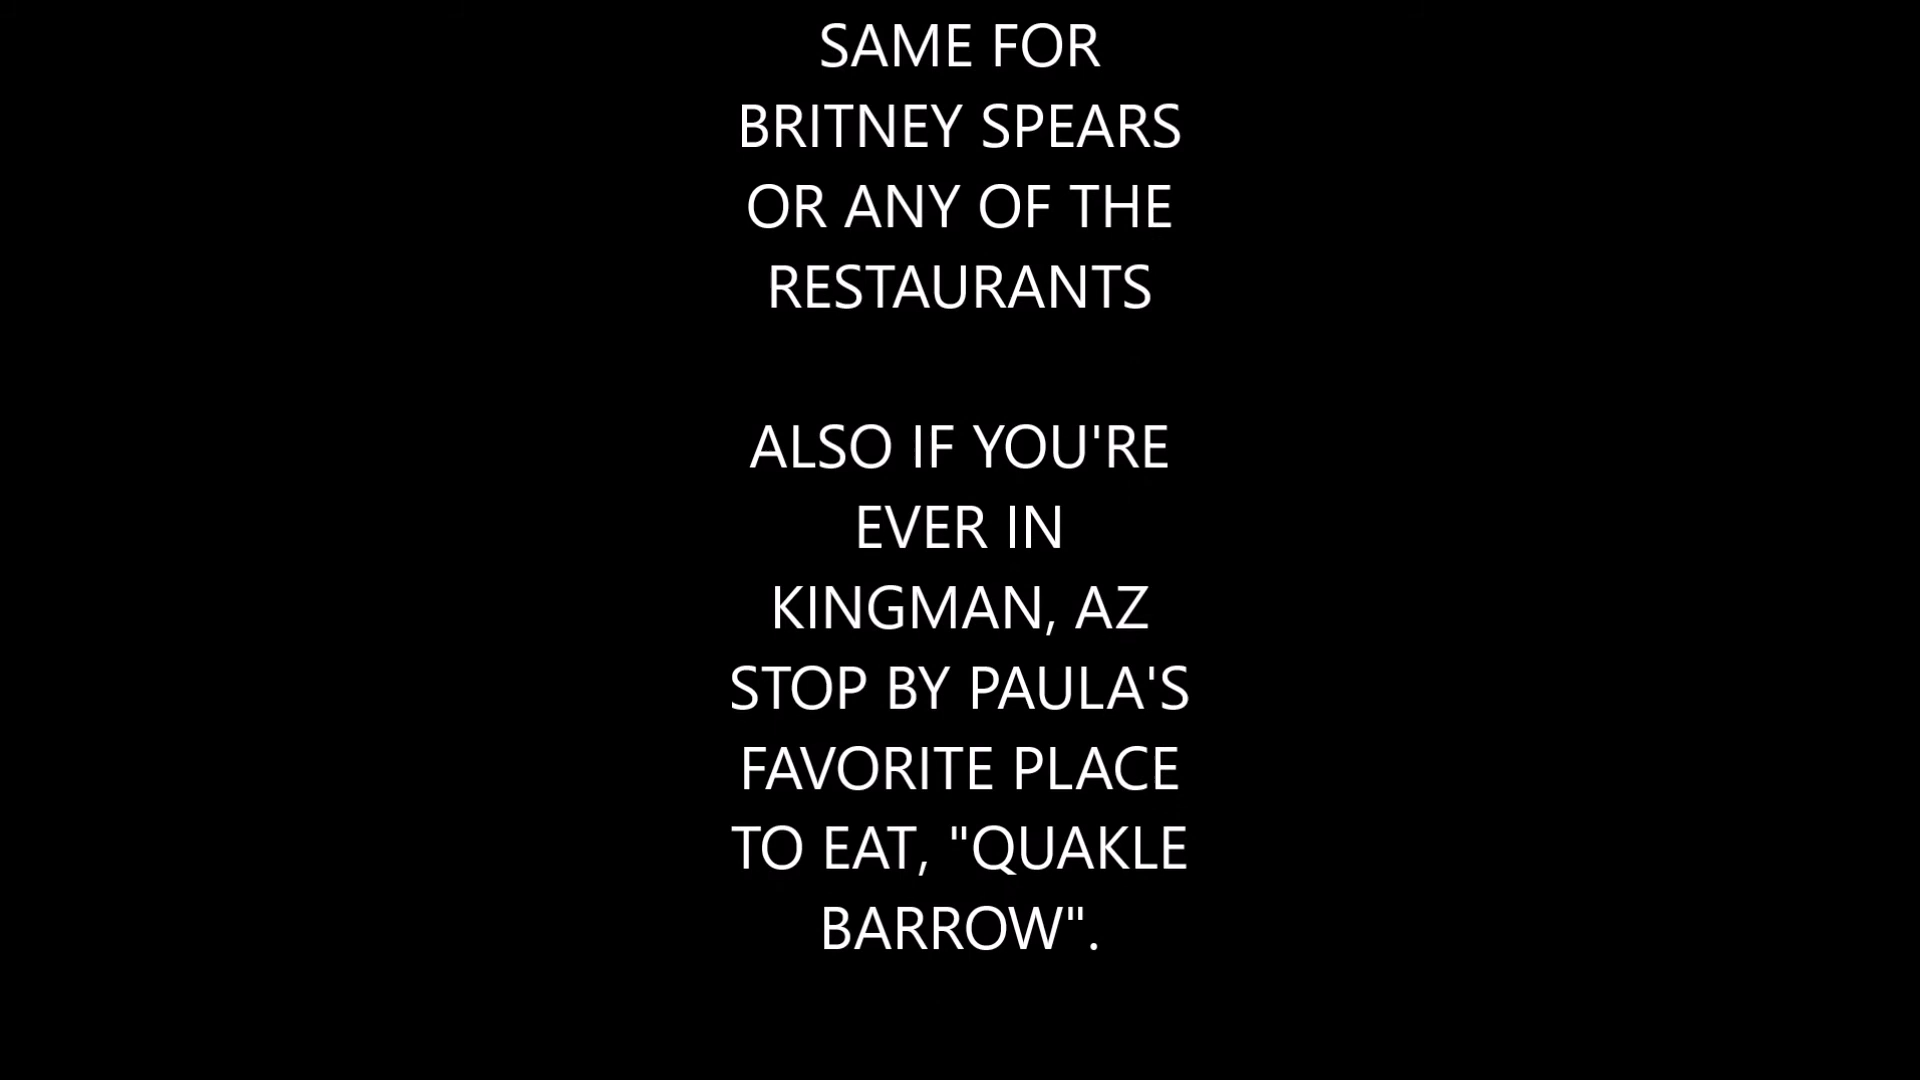 SAME FOR
BRITNEY SPEARS
OR ANY OF THE
RESTAURANTS
ALSO IF YOU'RE
EVER IN
KINGMAN, AZ
STOP BY PAULA'S
FAVORITE PLACE
TO EAT, "QUAKLE
BARROW".